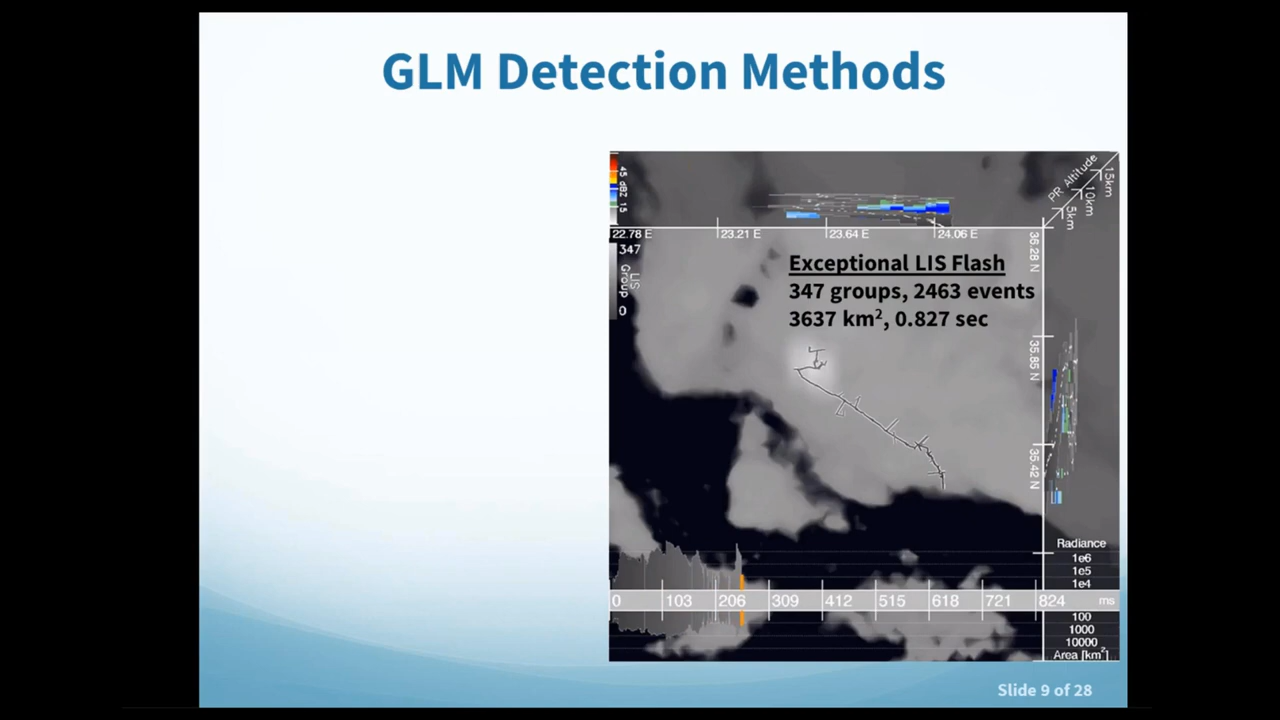 GLM Detection Methods
45 dBZ 15
PR Altitude
15km
10km
5km
22.78 E 23.21 E 23.64 E 24.06 E
347
LIS
Group
0
36.28 N
Exceptional LIS Flash
347 groups, 2463 events
3637 km², 0.827 sec
35.85 N
35.42 N
Radiance
1e6
1e5
1e4
0 103 206 309 412 515 618 721 824 ms
100
1000
10000
Area [km²]
Slide 9 of 28